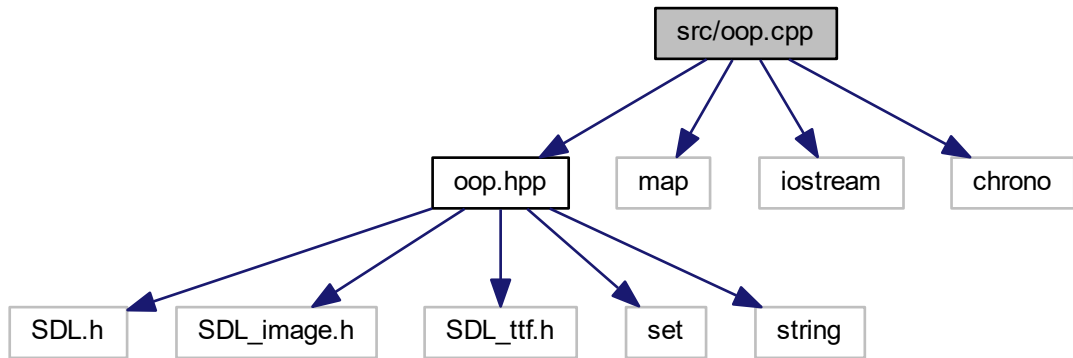 src/oop.cpp
oop.hpp
map
iostream
chrono
SDL.h
SDL_image.h
SDL_ttf.h
set
string